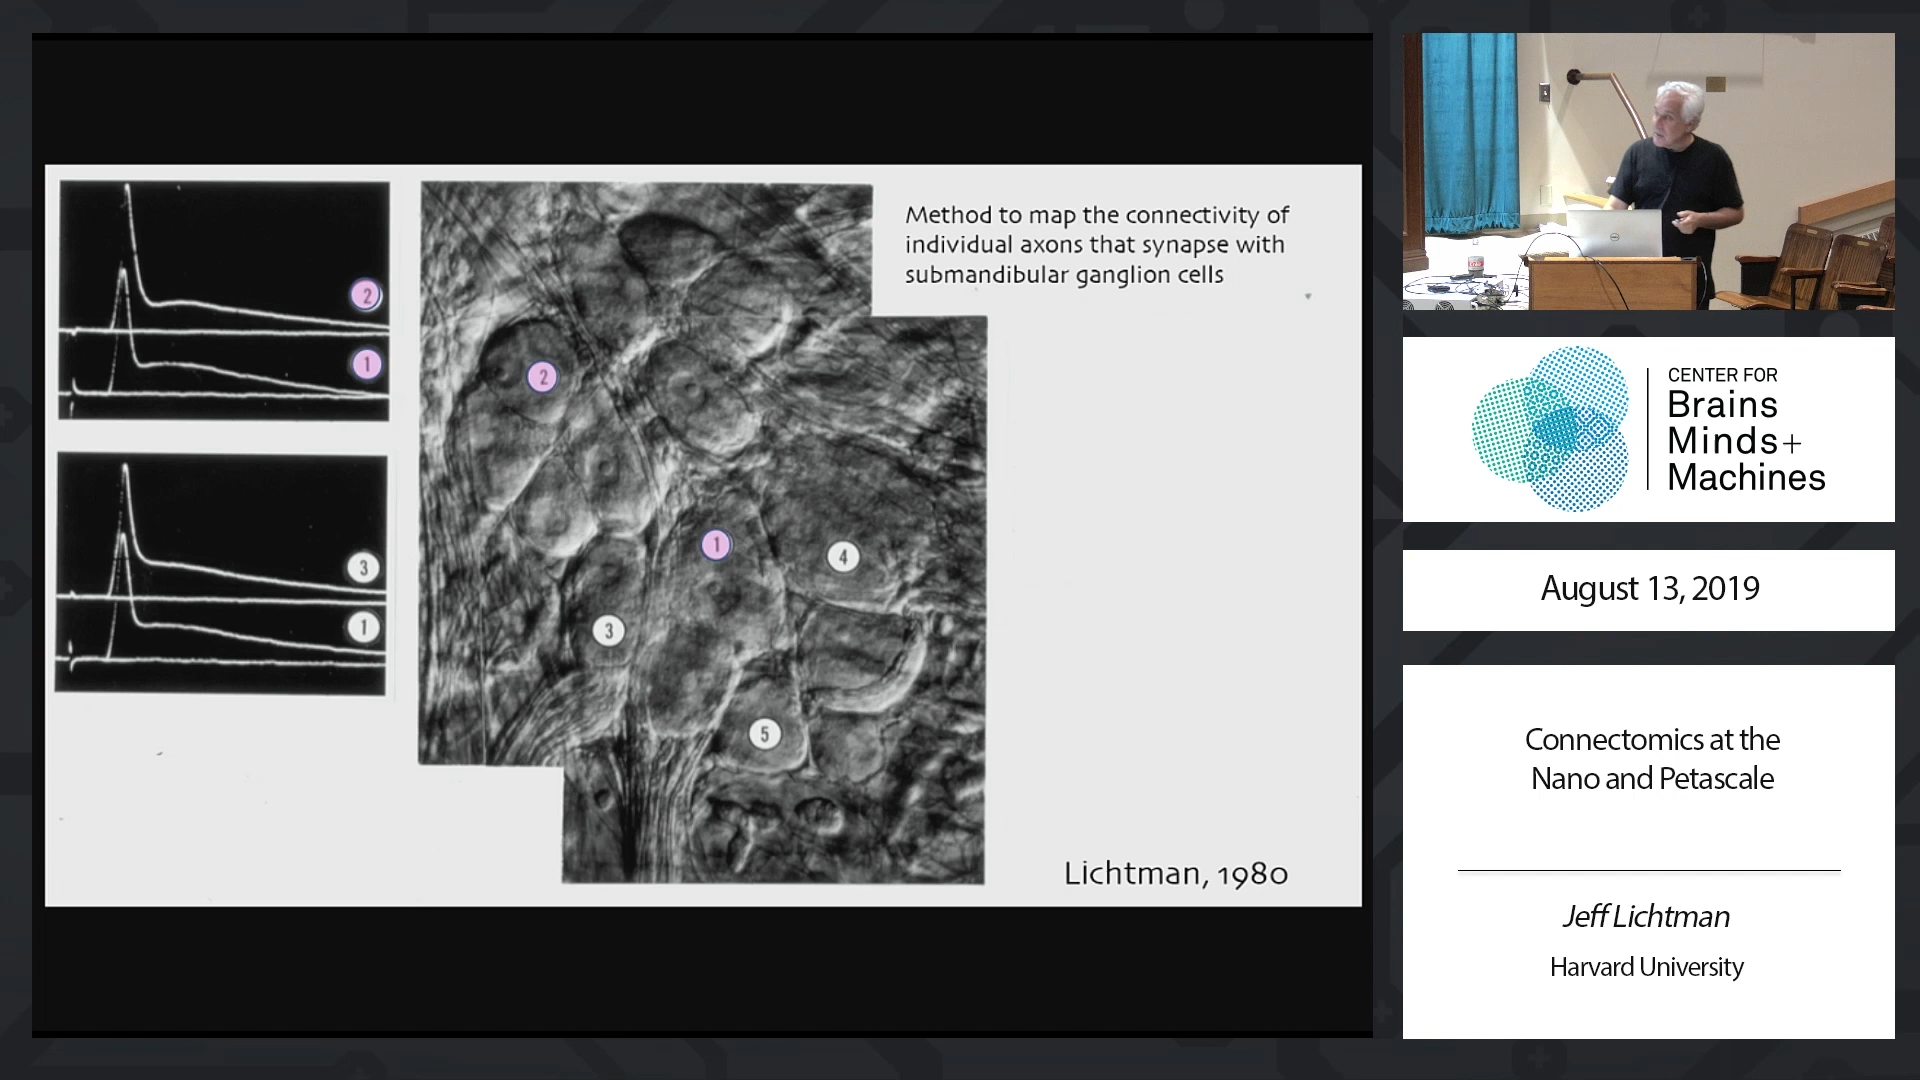 2
1
3
1
2
1
4
3
5
Method to map the connectivity of
individual axons that synapse with
submandibular ganglion cells
Lichtman, 1980
CENTER FOR
Brains
Minds+
Machines
August 13, 2019
Connectomics at the
Nano and Petascale
Jeff Lichtman
Harvard University